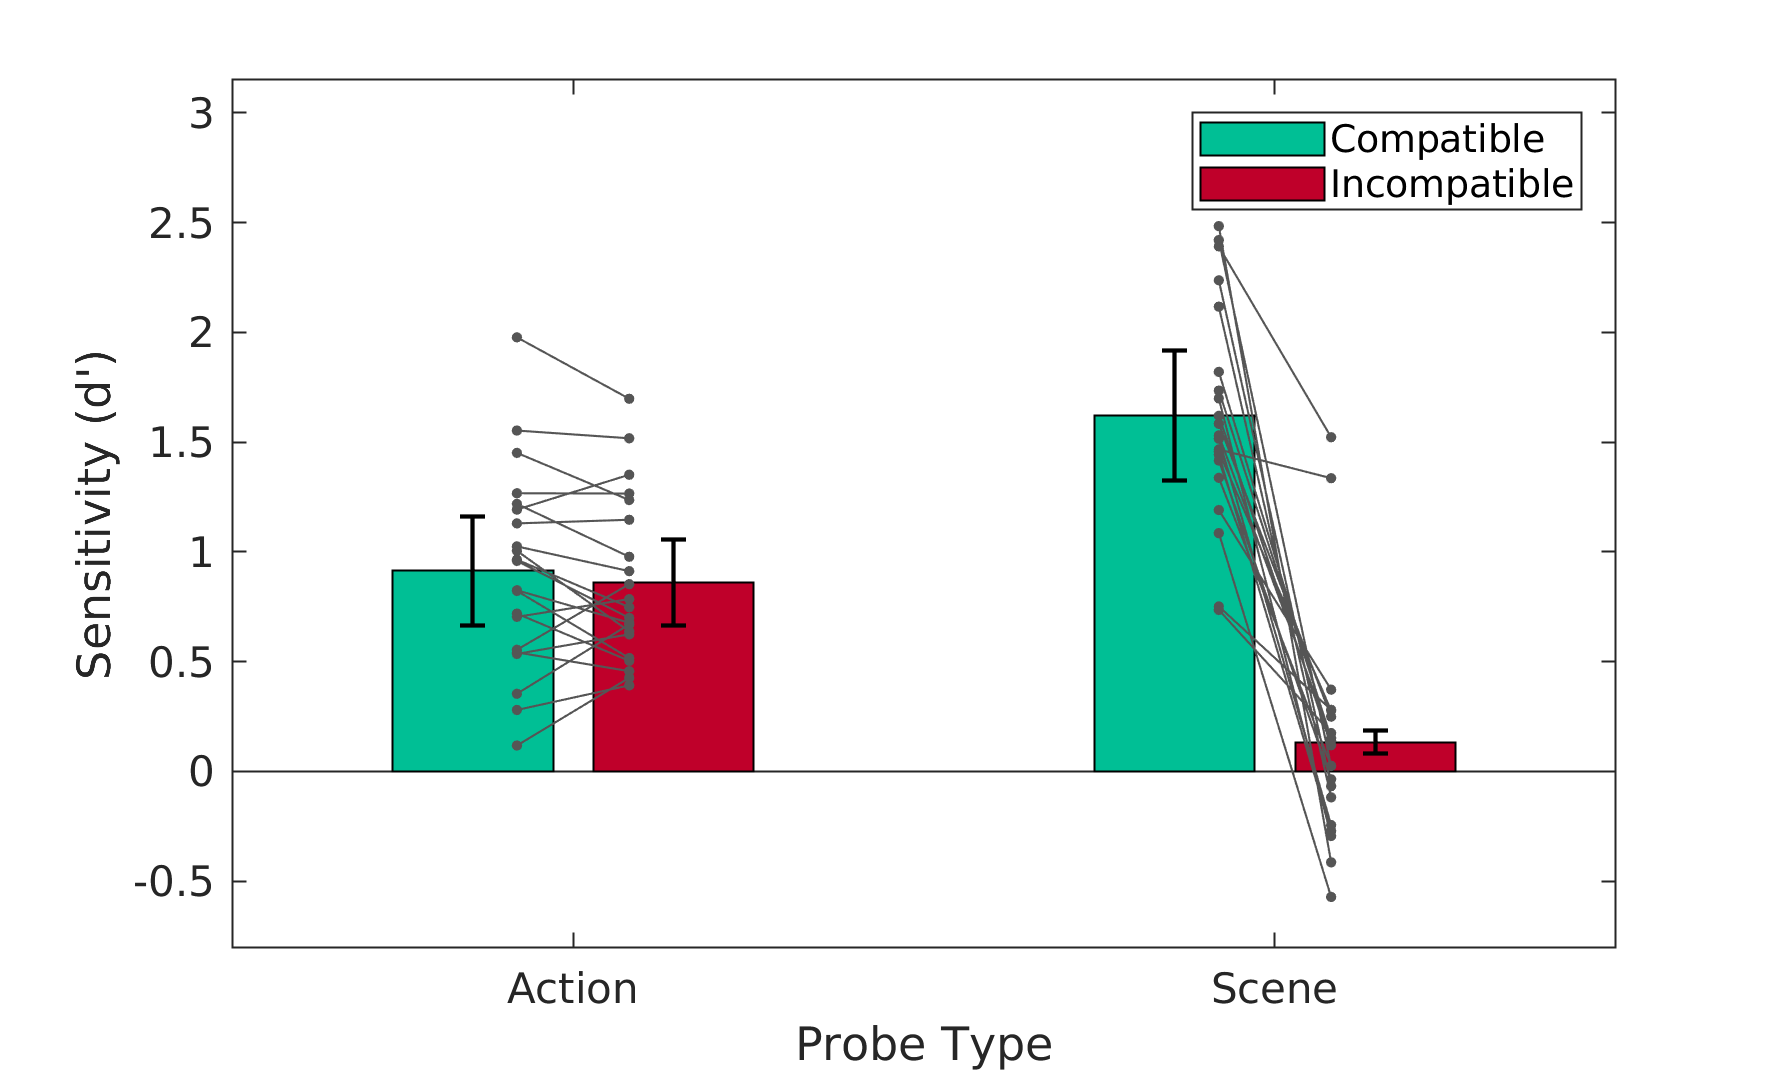 3
2.5
2
1.5
1
0.5
0
-0.5
Sensitivity (d')
Compatible
Incompatible
Action
Scene
Probe Type